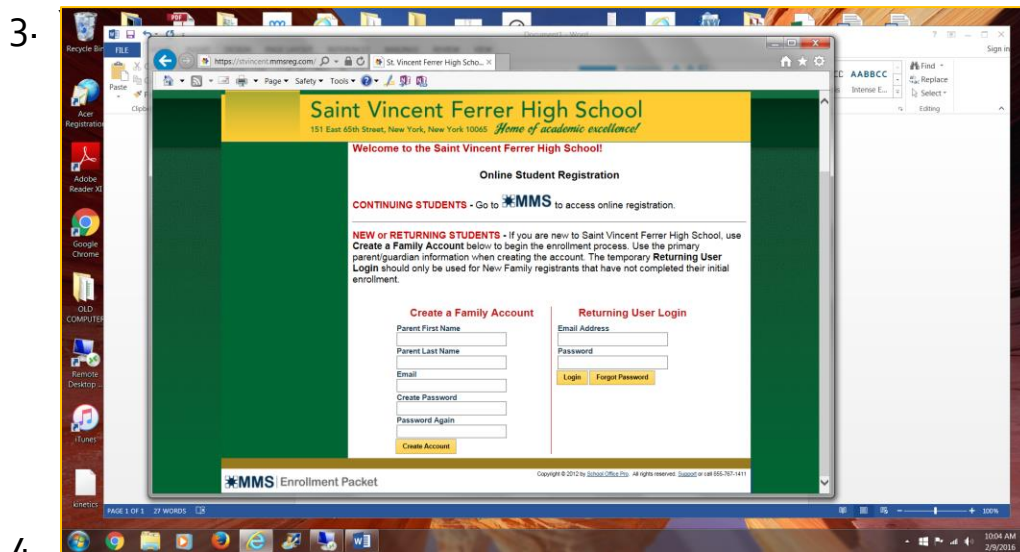 3.
Document1 - Word
FILE
Sign in
Recycle Bin
https://stvincent.mmsreg.com/
St. Vincent Ferrer High Scho...
Page Safety Tools
Paste
AABBCC
Intense E...
Find
Replace
Select
Editing
Acer
Registration
Adobe
Reader XI
Google
Chrome
OLD
COMPUTER
Remote
Desktop ...
iTunes
kinetics
Saint Vincent Ferrer High School
151 East 65th Street, New York, New York 10065 Home of academic excellence!
Welcome to the Saint Vincent Ferrer High School!
Online Student Registration
CONTINUING STUDENTS - Go to MMS to access online registration.
NEW or RETURNING STUDENTS - If you are new to Saint Vincent Ferrer High School, use
Create a Family Account below to begin the enrollment process. Use the primary
parent/guardian information when creating the account. The temporary Returning User
Login should only be used for New Family registrants that have not completed their initial
enrollment.
Create a Family Account
Parent First Name
Parent Last Name
Email
Create Password
Password Again
Create Account
Returning User Login
Email Address
Password
Login Forgot Password
MMS Enrollment Packet
Copyright © 2012 by School Office Pro. All rights reserved. Support or call 855-767-1411
PAGE 1 OF 1 27 WORDS
100%
10:04 AM
2/9/2016
4.